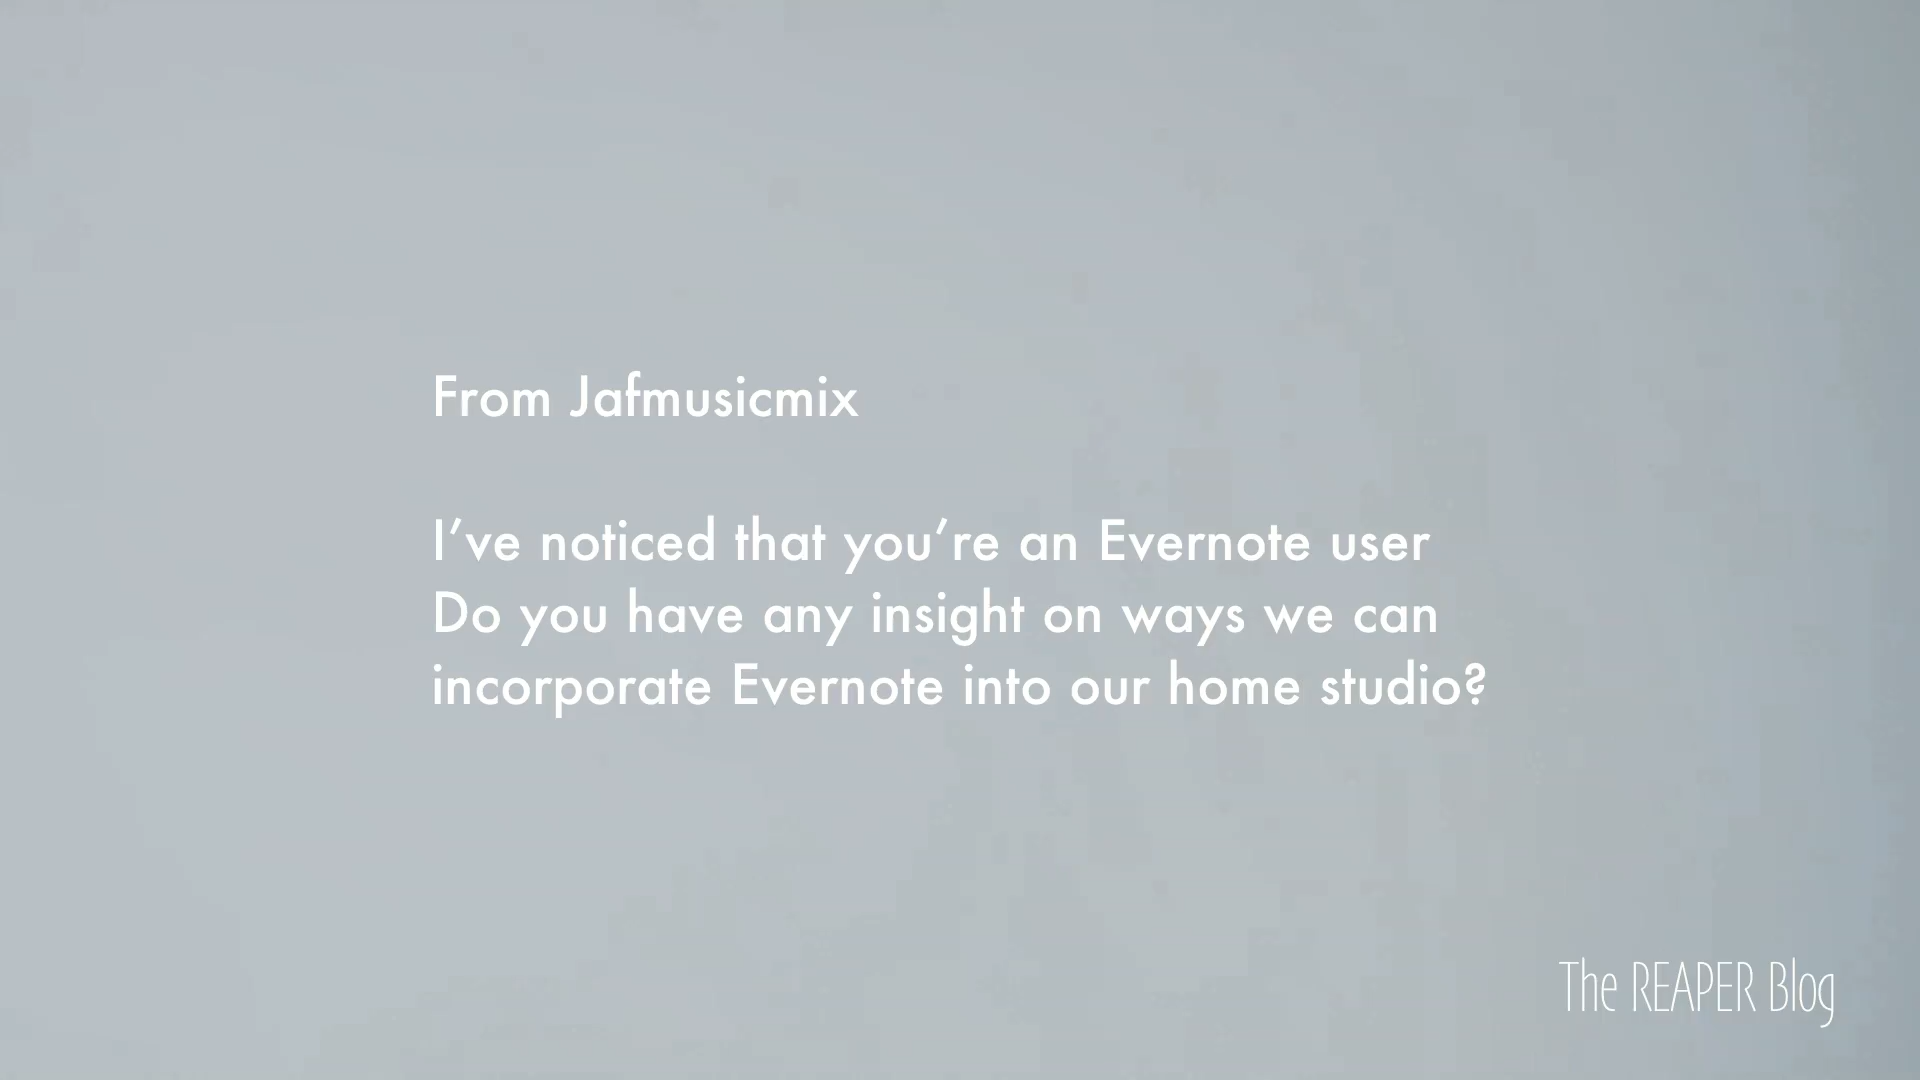 From Jafmusicmix
I’ve noticed that you’re an Evernote user
Do you have any insight on ways we can
incorporate Evernote into our home studio?
The REAPER Blog